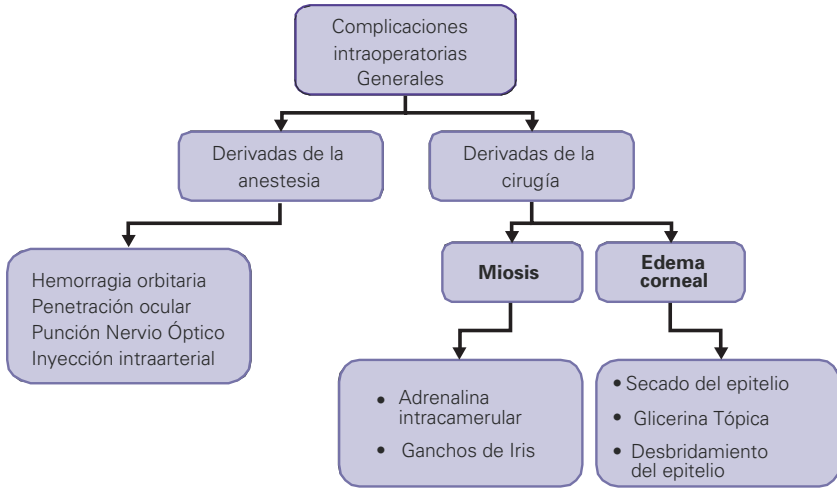 Complicaciones
intraoperatorias
Generales
Derivadas de la
anestesia
Derivadas de la
cirugía
Hemorragia orbitaria
Penetración ocular
Punción Nervio Óptico
Inyección intraarterial
Miosis
Edema
corneal
• Adrenalina
intracamerular
• Ganchos de Iris
• Secado del epitelio
• Glicerina Tópica
• Desbridamiento
del epitelio